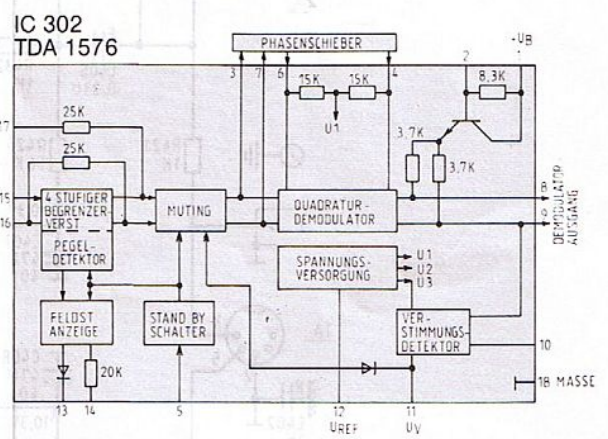 IC 302
TDA 1576
PHASENSCHIEBER
+UB
3 7 6 4 2
15K 15K 8,3K
U1
25K
17
3,7K
25K
3,7K
15
16
4 STUFIGER
BEGRENZER-
VERST
PEGEL-
DETEKTOR
MUTING
QUADRATUR-
DEMODULATOR
8
9
DEMODULATOR
AUSGANG
SPANNUNGS-
VERSORGUNG
U1
U2
U3
FELDST
ANZEIGE
STAND BY
SCHALTER
VER-
STIMMUNGS-
DETEKTOR
10
20K
18 MASSE
13 14 5 12 11
UREF UV